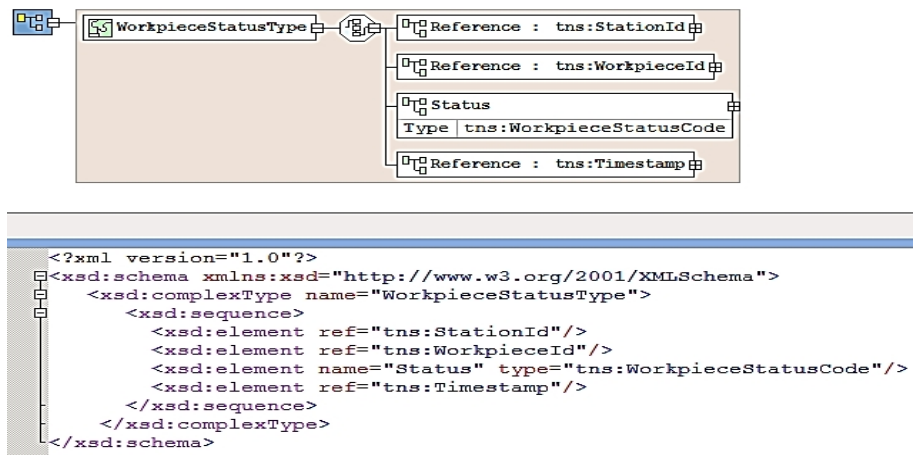 WorkpieceStatusType
Reference : tns:StationId
Reference : tns:WorkpieceId
Status
Type tns:WorkpieceStatusCode
Reference : tns:Timestamp
<?xml version="1.0"?>
<xsd:schema xmlns:xsd="http://www.w3.org/2001/XMLSchema">
<xsd:complexType name="WorkpieceStatusType">
<xsd:sequence>
<xsd:element ref="tns:StationId"/>
<xsd:element ref="tns:WorkpieceId"/>
<xsd:element name="Status" type="tns:WorkpieceStatusCode"/>
<xsd:element ref="tns:Timestamp"/>
</xsd:sequence>
</xsd:complexType>
</xsd:schema>